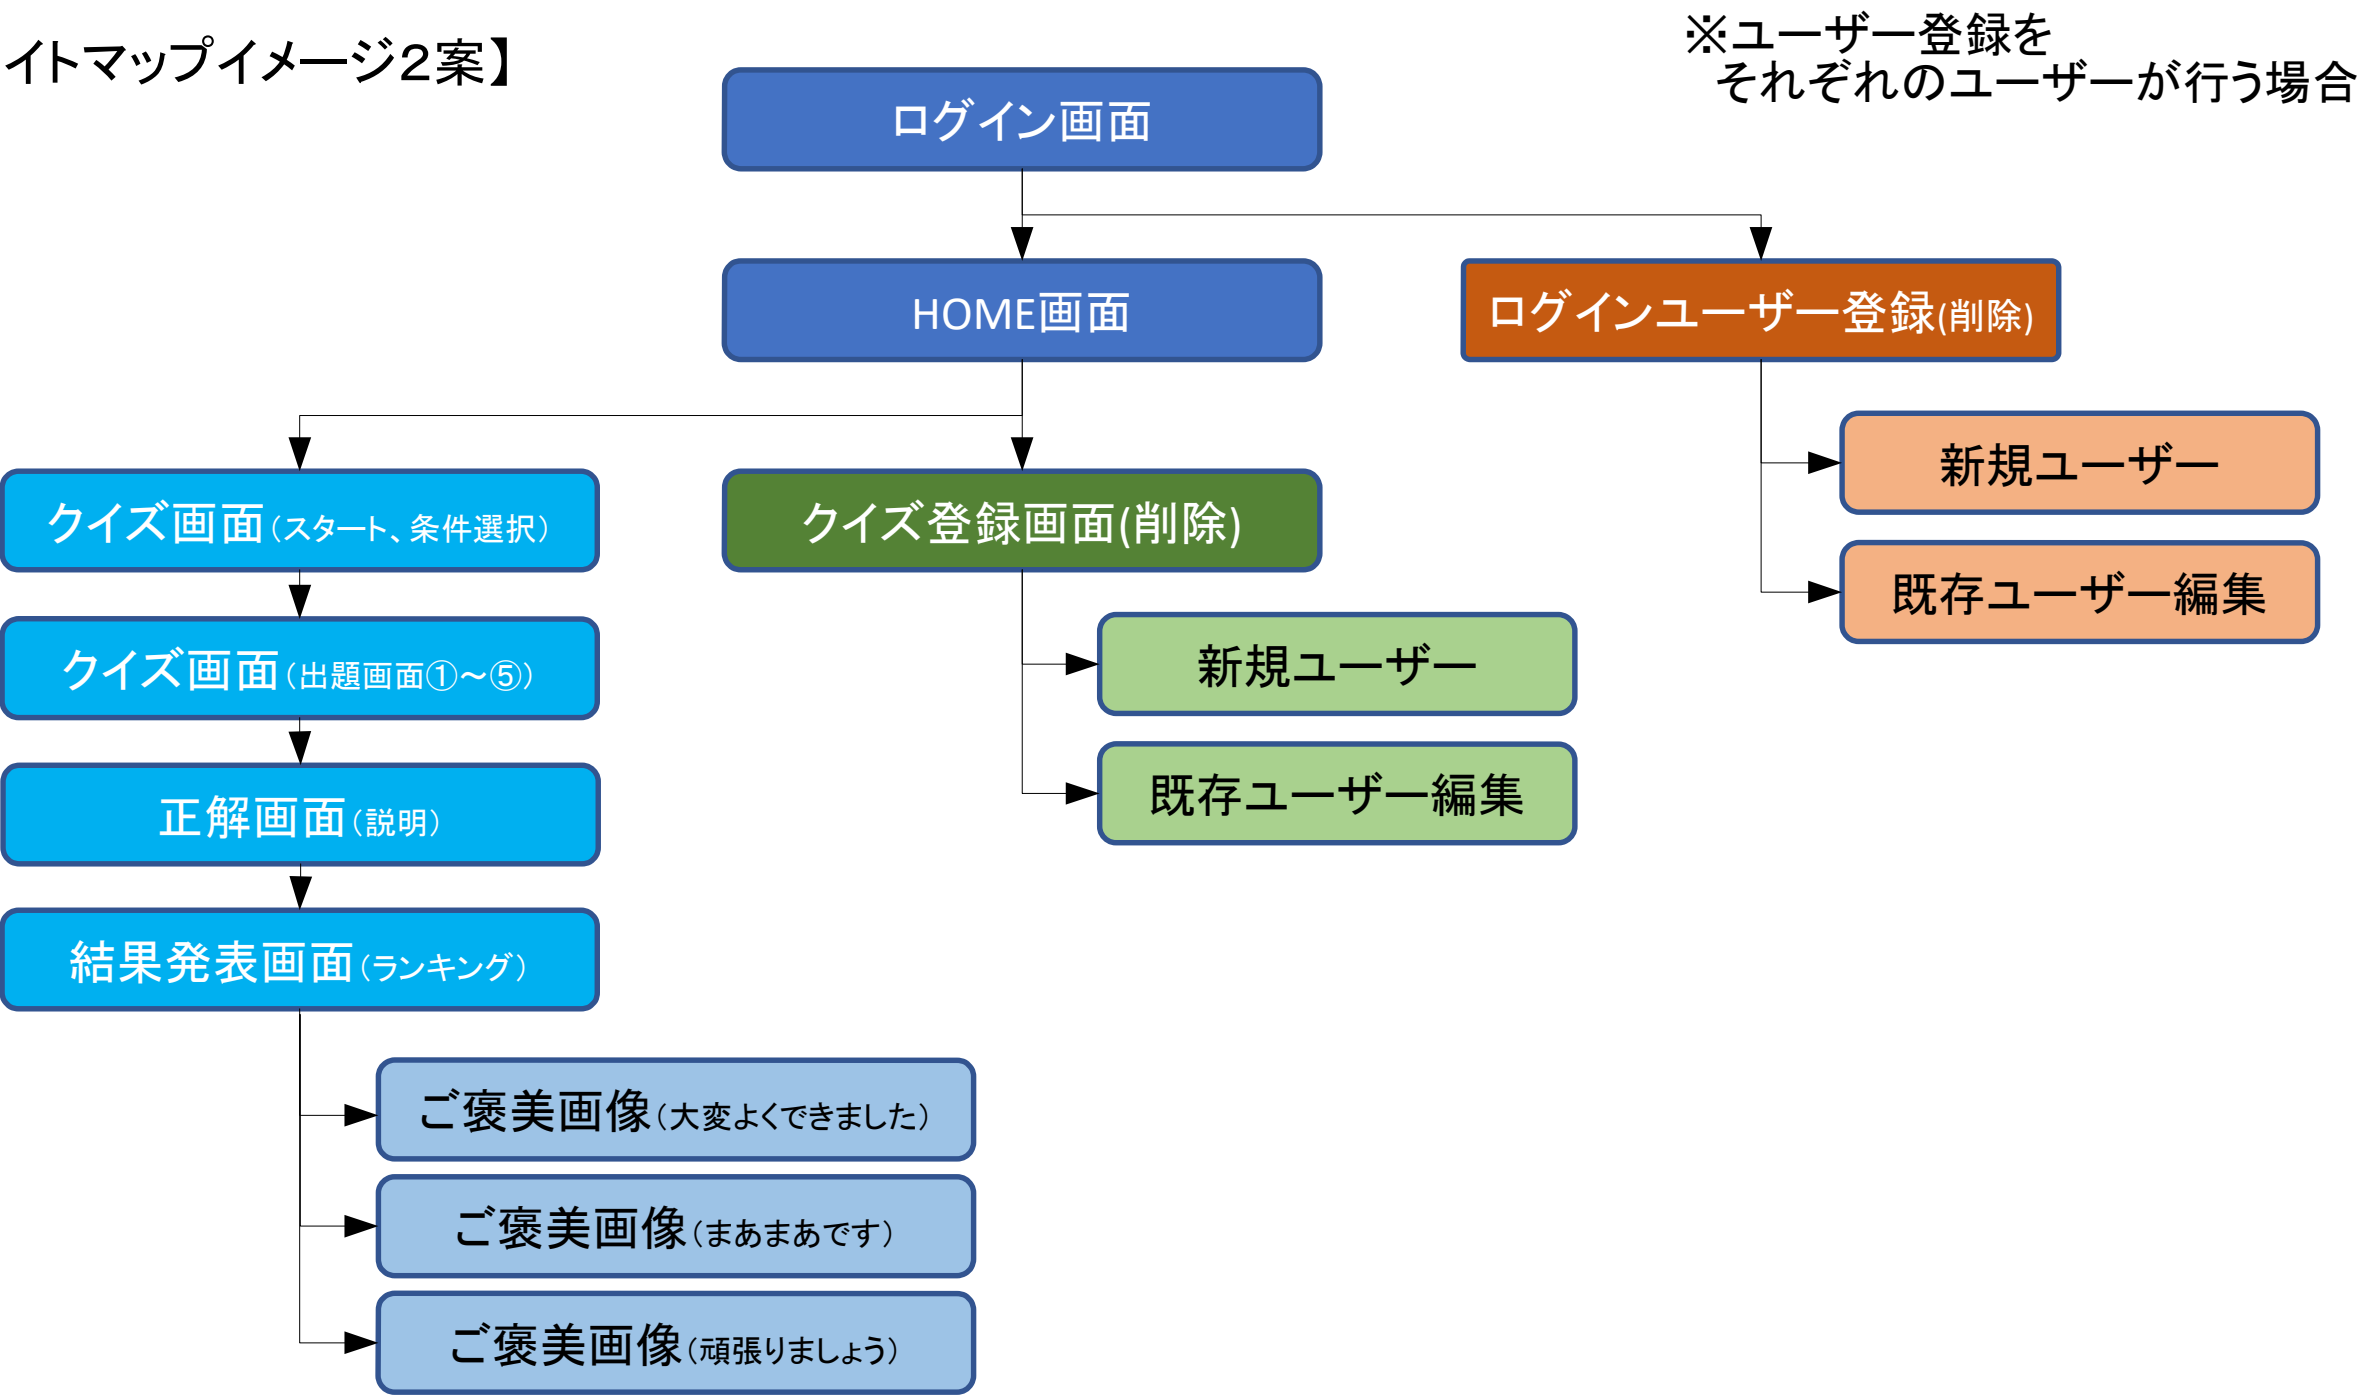 イトマップイメージ２案】
※ユーザー登録を
それぞれのユーザーが行う場合
ログイン画面
HOME画面
ログインユーザー登録(削除)
新規ユーザー
既存ユーザー編集
クイズ画面（スタート、条件選択）
クイズ登録画面(削除)
クイズ画面（出題画面①～⑤）
新規ユーザー
既存ユーザー編集
正解画面（説明）
結果発表画面（ランキング）
ご褒美画像（大変よくできました）
ご褒美画像（まあまあです）
ご褒美画像（頑張りましょう）